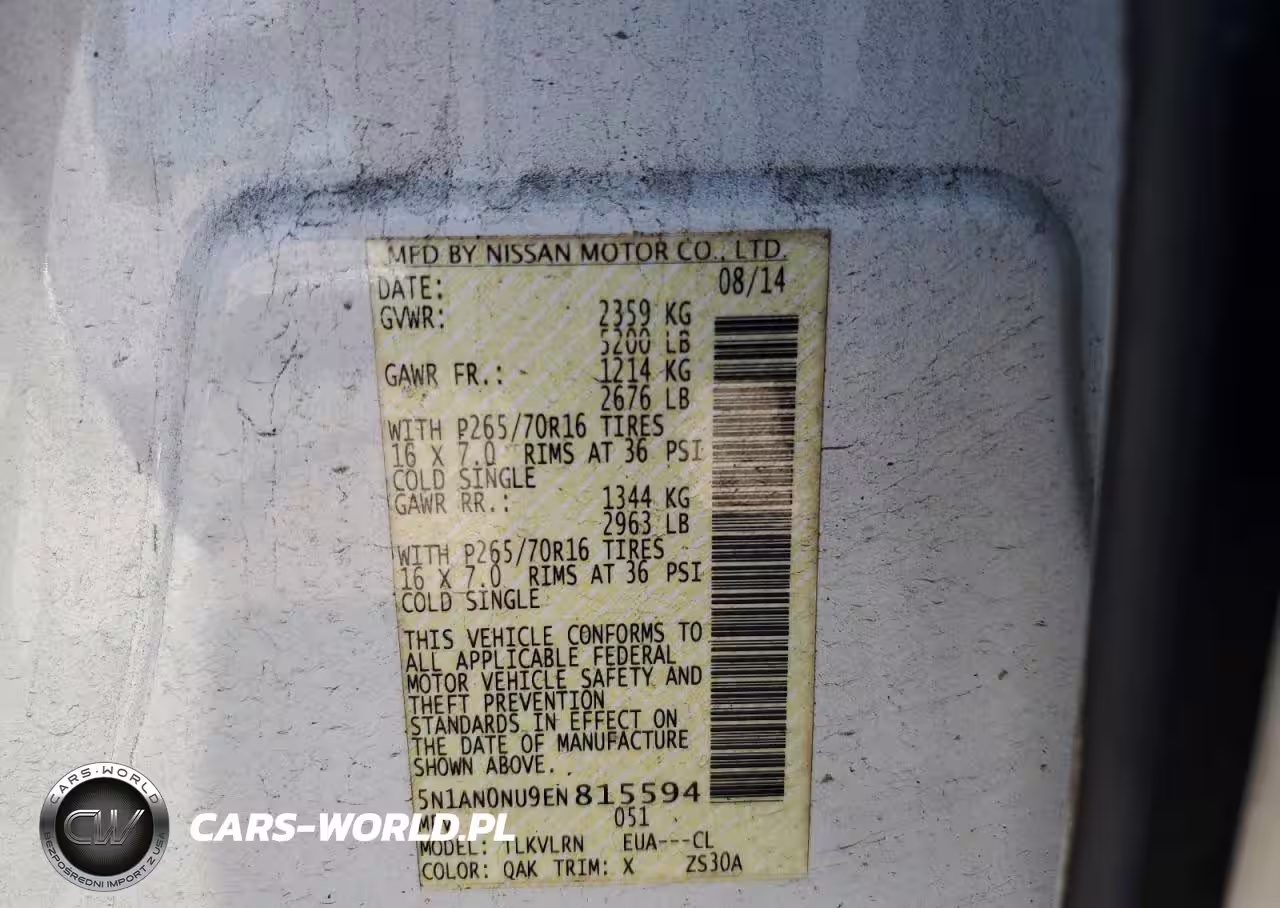 MFD BY NISSAN MOTOR CO., LTD.
DATE: 08/14
GVWR: 2359 KG
5200 LB
GAWR FR.: 1214 KG
2676 LB
WITH P265/70R16 TIRES
16 X 7.0 RIMS AT 36 PSI
COLD SINGLE
GAWR RR.: 1344 KG
2963 LB
WITH P265/70R16 TIRES
16 X 7.0 RIMS AT 36 PSI
COLD SINGLE
THIS VEHICLE CONFORMS TO
ALL APPLICABLE FEDERAL
MOTOR VEHICLE SAFETY AND
THEFT PREVENTION
STANDARDS IN EFFECT ON
THE DATE OF MANUFACTURE
SHOWN ABOVE.
5N1AN0NU9EN815594
051
MODEL: TLKVLRN EUA---CL
COLOR: QAK TRIM: X ZS30A
CARS-WORLD
CW
BEZPOŚREDNI IMPORT Z USA
CARS-WORLD.PL